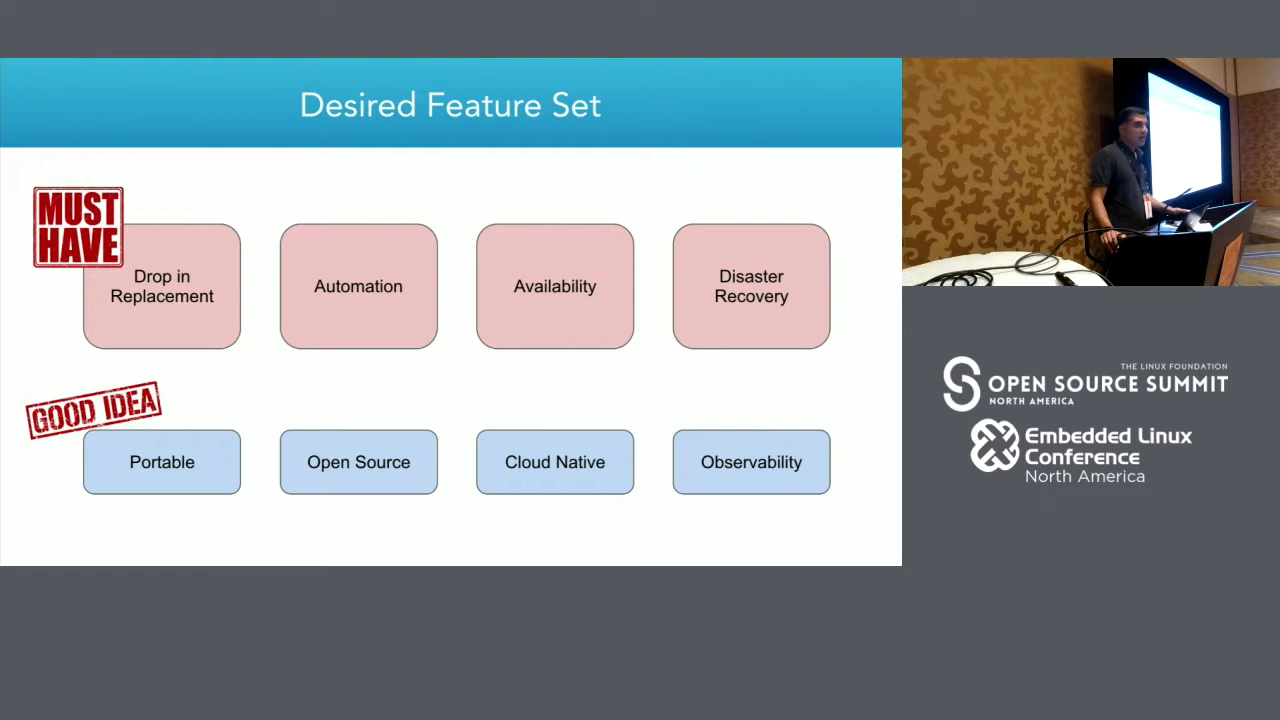 Desired Feature Set
MUST
HAVE
Drop in
Replacement
Automation
Availability
Disaster
Recovery
GOOD IDEA
Portable
Open Source
Cloud Native
Observability
THE LINUX FOUNDATION
OPEN SOURCE SUMMIT
NORTH AMERICA
Embedded Linux
Conference
North America